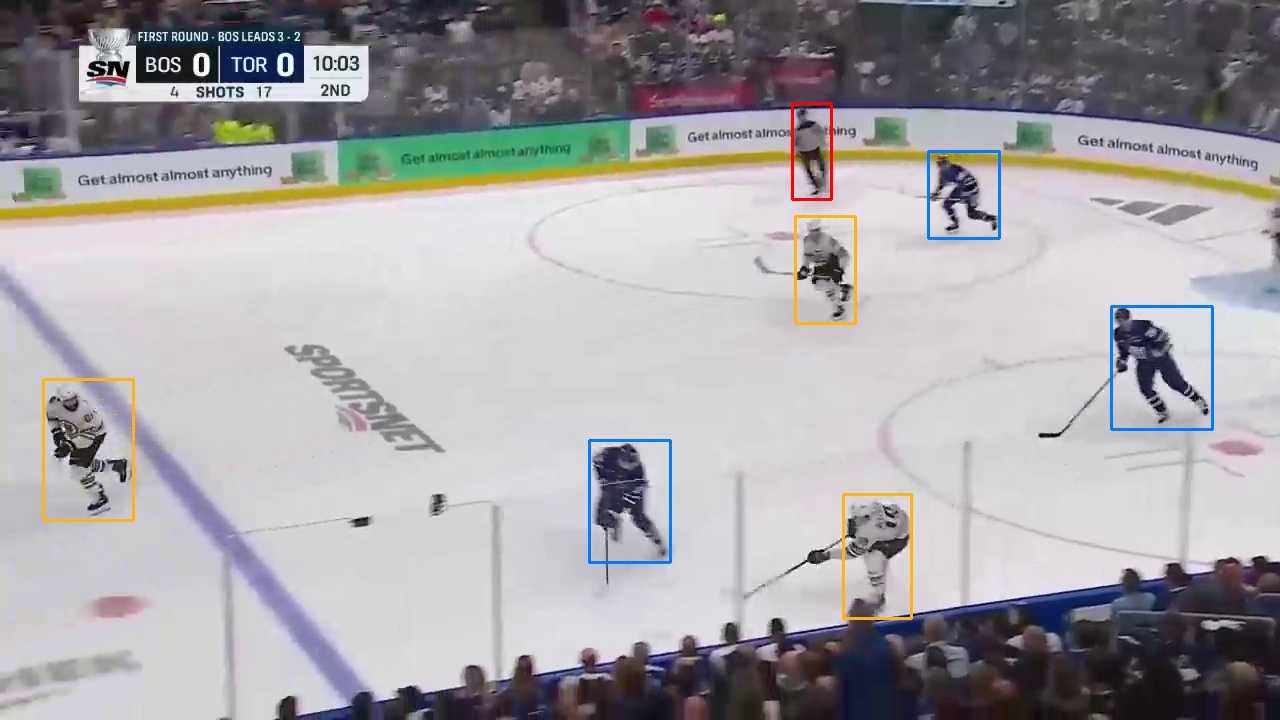 FIRST ROUND - BOS LEADS 3 - 2
SN BOS 0 TOR 0 10:03
4 SHOTS 17 2ND
Get almost almost anything
Get almost almost anything
Get almost almost anything
Get almost almost anything
SPORTSNET